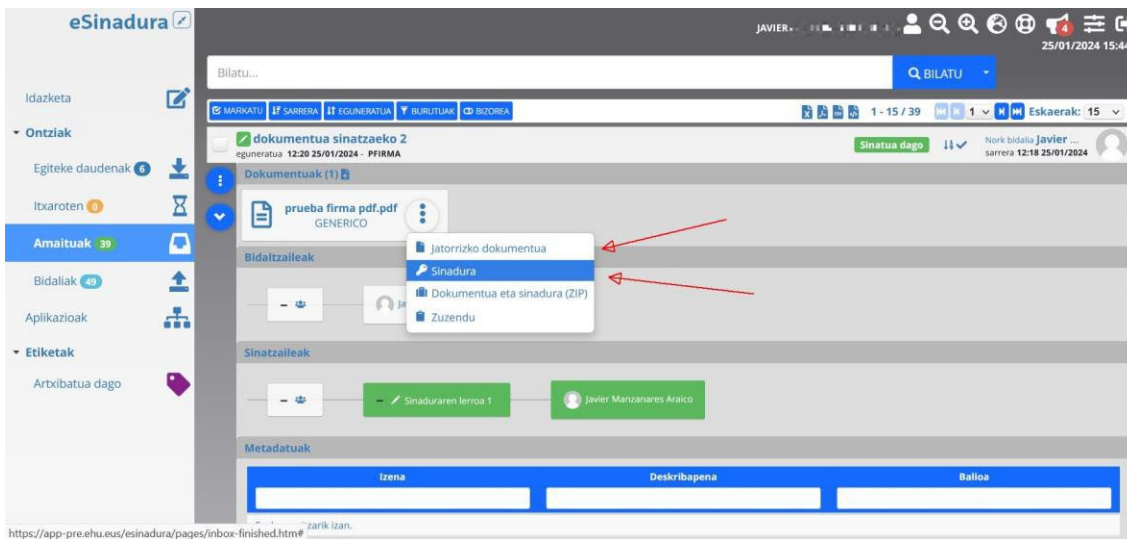 eSinadura
JAVIER
4
25/01/2024 15:44
Bilatu...
BILATU
Idazketa
MARKATU SARRERA EGUNERATUA BURUTUAK BIZOREA
1 - 15 / 39 1 Eskaerak: 15
Ontziak
dokumentua sinatzaeko 2
eguneratua 12:20 25/01/2024 - PFIRMA
Sinatua dago
Nork bidalia Javier ...
sarrera 12:18 25/01/2024
Egiteke daudenak 6
Dokumentuak (1)
Itxaroten 0
prueba firma pdf.pdf
GENERICO
Amaituak 39
Jatorrizko dokumentua
Bidaltzaileak
Sinadura
Bidaliak 49
Dokumentua eta sinadura (ZIP)
Zuzendu
Aplikazioak
Etiketak
Sinatzaileak
Artxibatua dago
Sinaduraren lerroa 1
Javier Manzanares Araico
Metadatuak
Izena Deskribapena Balioa
izan.
https://app-pre.ehu.eus/esinadura/pages/inbox-finished.htm#